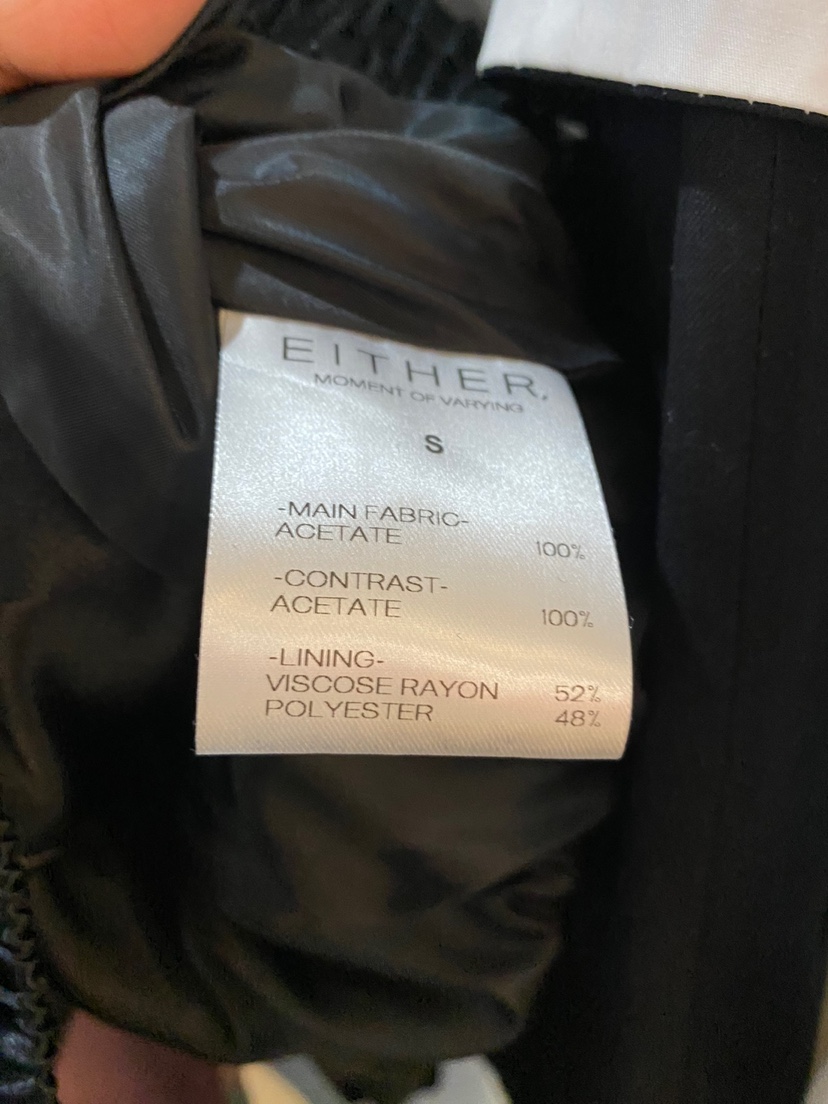 EITHER.
MOMENT OF VARYING
S
-MAIN FABRIC-
ACETATE 100%
-CONTRAST-
ACETATE 100%
-LINING-
VISCOSE RAYON 52%
POLYESTER 48%